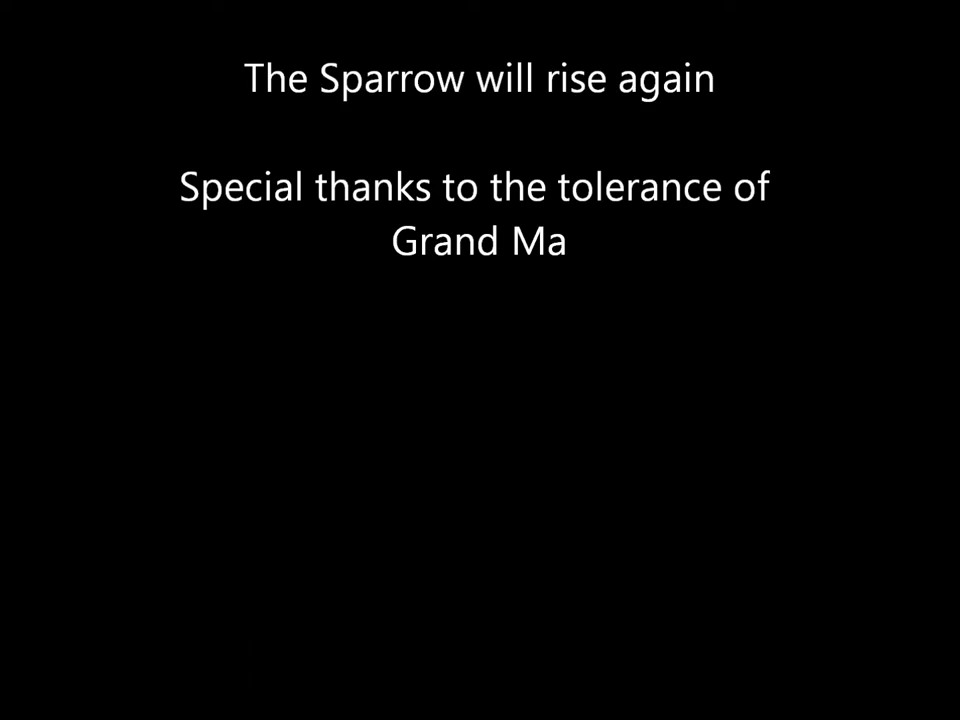 The Sparrow will rise again
Special thanks to the tolerance of
Grand Ma